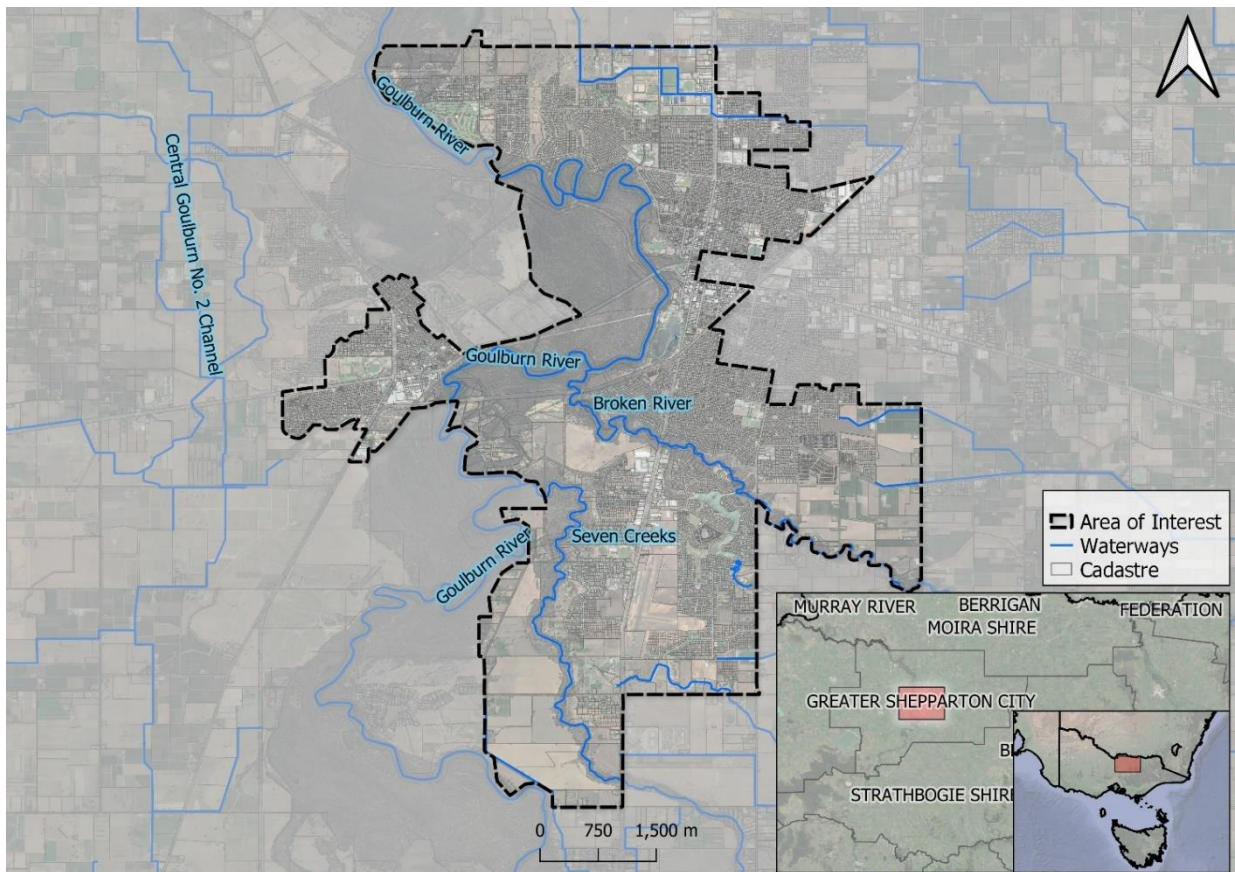 Goulburn River
Central Goulburn No. 2 Channel
Goulburn River
Broken River
Seven Creeks
Goulburn River
Area of Interest
Waterways
Cadastre
0 750 1,500 m
MURRAY RIVER
BERRIGAN
FEDERATION
MOIRA SHIRE
GREATER SHEPPARTON CITY
STRATHBOGIE SHIRE